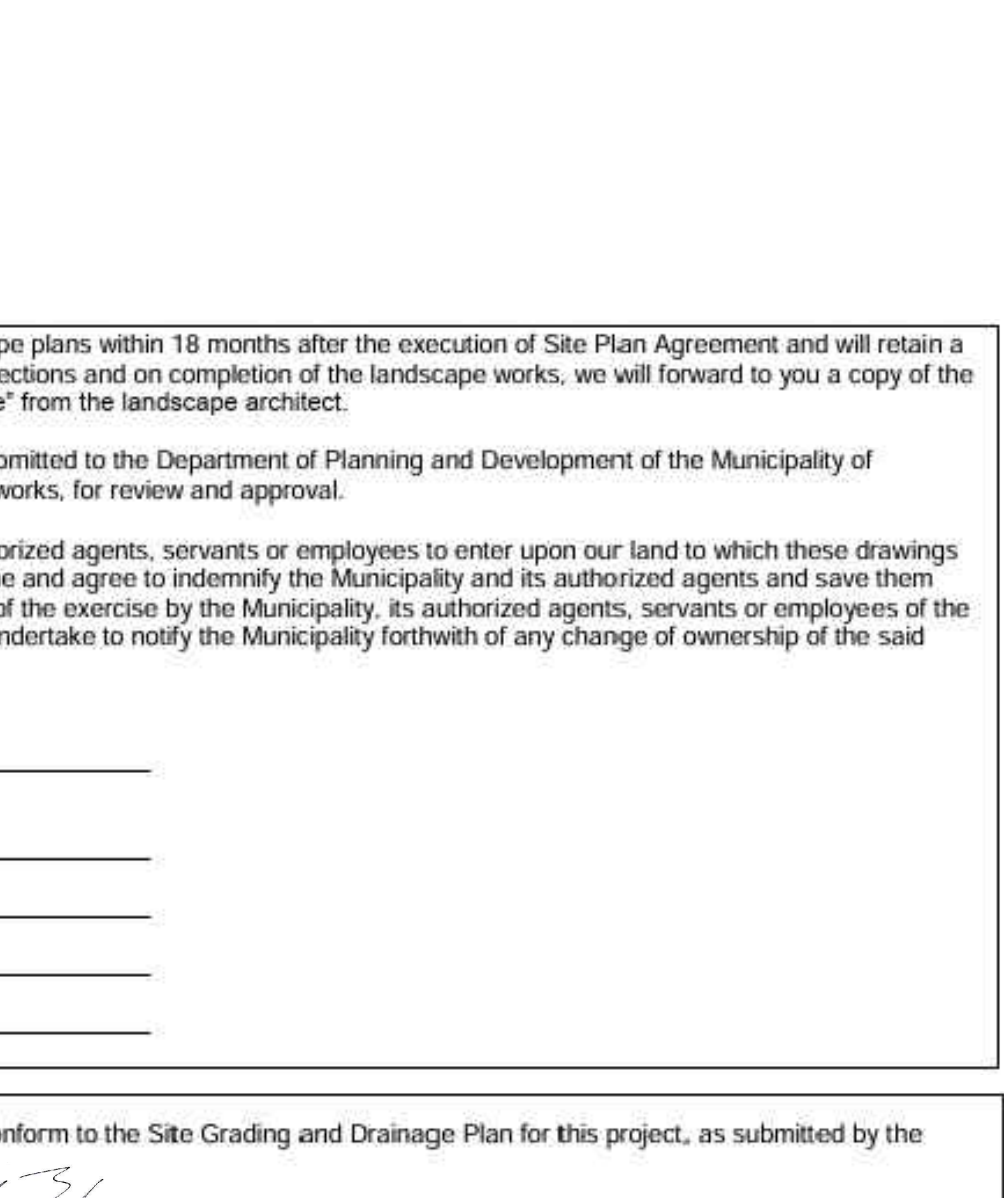 pe plans within 18 months after the execution of Site Plan Agreement and will retain a
ections and on completion of the landscape works, we will forward to you a copy of the
e" from the landscape architect.
omitted to the Department of Planning and Development of the Municipality of
works, for review and approval.
orized agents, servants or employees to enter upon our land to which these drawings
e and agree to indemnify the Municipality and its authorized agents and save them
of the exercise by the Municipality, its authorized agents, servants or employees of the
ndertake to notify the Municipality forthwith of any change of ownership of the said
onform to the Site Grading and Drainage Plan for this project, as submitted by the